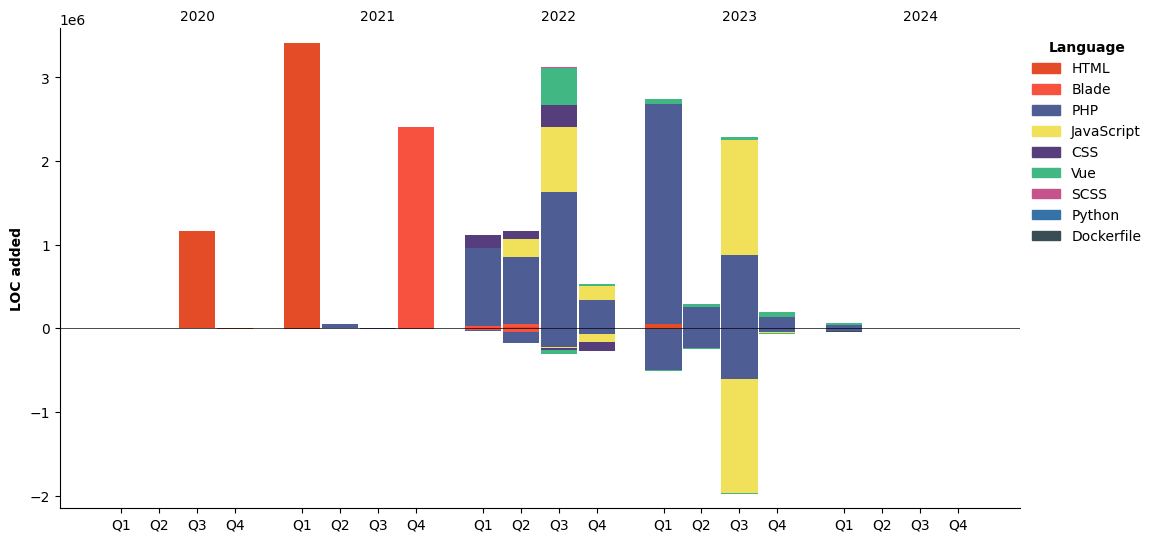 1e6
2020 2021 2022 2023 2024
Language
HTML
Blade
PHP
JavaScript
CSS
Vue
SCSS
Python
Dockerfile
LOC added
3
2
1
0
−1
−2
Q1 Q2 Q3 Q4 Q1 Q2 Q3 Q4 Q1 Q2 Q3 Q4 Q1 Q2 Q3 Q4 Q1 Q2 Q3 Q4